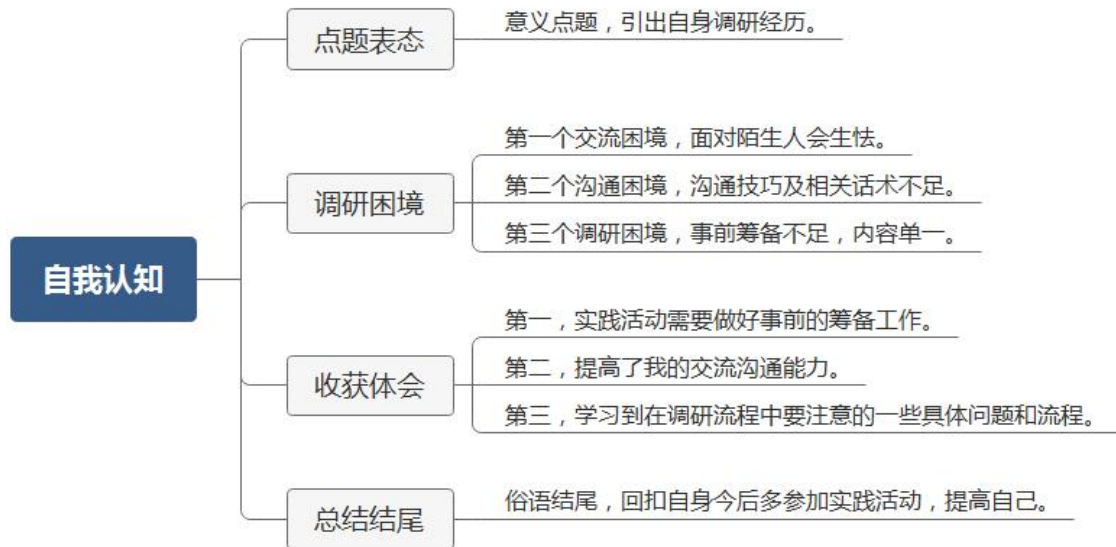 自我认知
点题表态
意义点题，引出自身调研经历。
调研困境
第一个交流困境，面对陌生人会生怯。
第二个沟通困境，沟通技巧及相关话术不足。
第三个调研困境，事前筹备不足，内容单一。
收获体会
第一，实践活动需要做好事前的筹备工作。
第二，提高了我的交流沟通能力。
第三，学习到在调研流程中要注意的一些具体问题和流程。
总结结尾
俗语结尾，回扣自身今后多参加实践活动，提高自己。